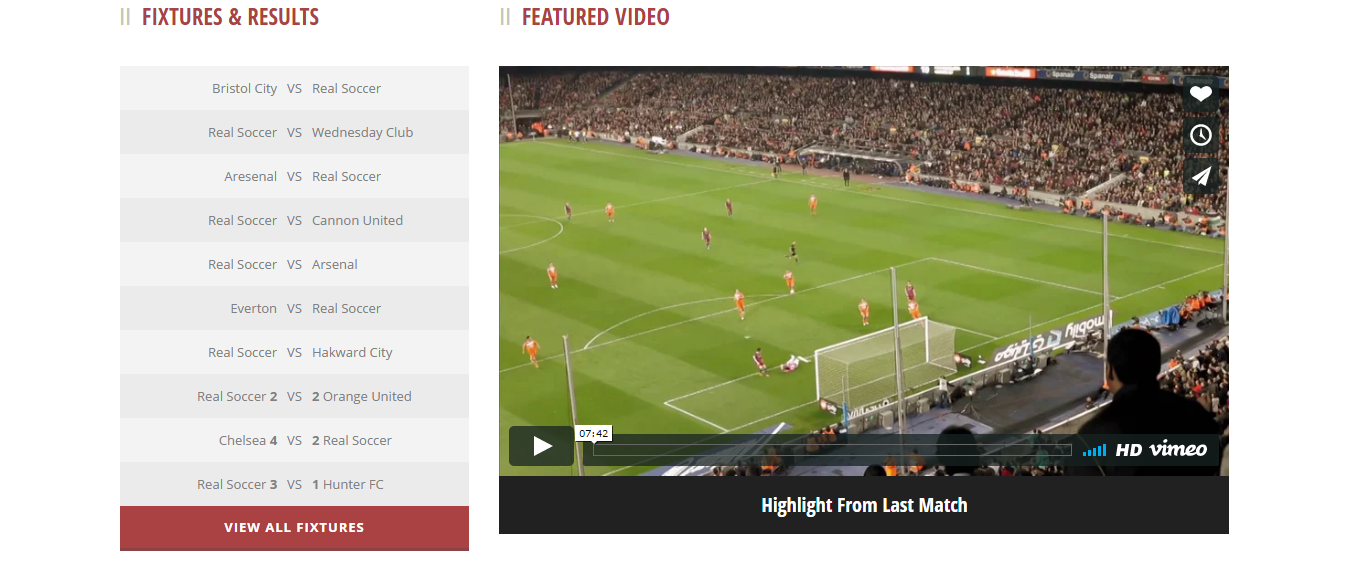 FIXTURES & RESULTS
Bristol City VS Real Soccer
Real Soccer VS Wednesday Club
Aresenal VS Real Soccer
Real Soccer VS Cannon United
Real Soccer VS Arsenal
Everton VS Real Soccer
Real Soccer VS Hakward City
Real Soccer 2 VS 2 Orange United
Chelsea 4 VS 2 Real Soccer
Real Soccer 3 VS 1 Hunter FC
VIEW ALL FIXTURES
FEATURED VIDEO
Spanair
Spanair
mobily
07:42
HD vimeo
Highlight From Last Match